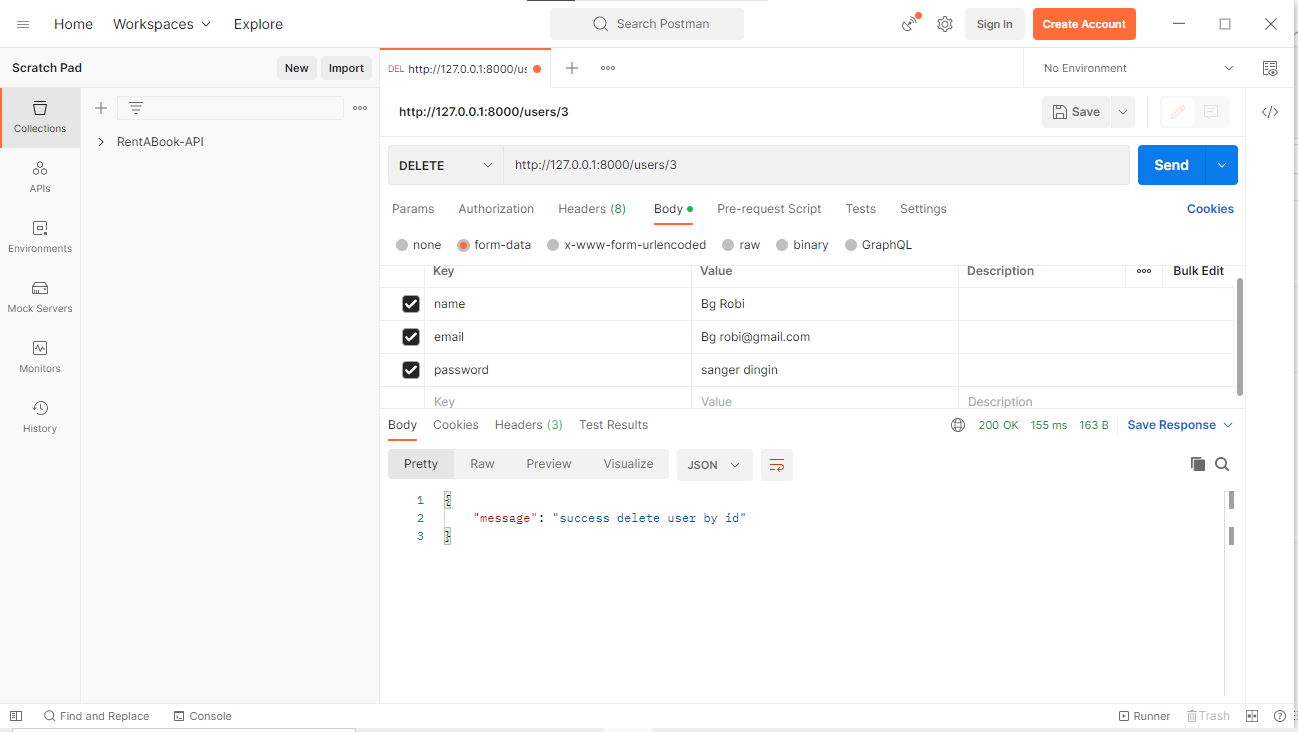 Home Workspaces Explore Search Postman Sign In Create Account
Scratch Pad New Import DEL http://127.0.0.1:8000/us No Environment
Collections
APIs
Environments
Mock Servers
Monitors
History
RentABook-API
http://127.0.0.1:8000/users/3 Save </>
DELETE http://127.0.0.1:8000/users/3 Send
Params Authorization Headers (8) Body Pre-request Script Tests Settings Cookies
none form-data x-www-form-urlencoded raw binary GraphQL
Key Value Description Bulk Edit
name Bg Robi
email Bg robi@gmail.com
password sanger dingin
Key Value Description
Body Cookies Headers (3) Test Results 200 OK 155 ms 163 B Save Response
Pretty Raw Preview Visualize JSON
1 {
2 "message": "success delete user by id"
3 }
Find and Replace Console Runner Trash